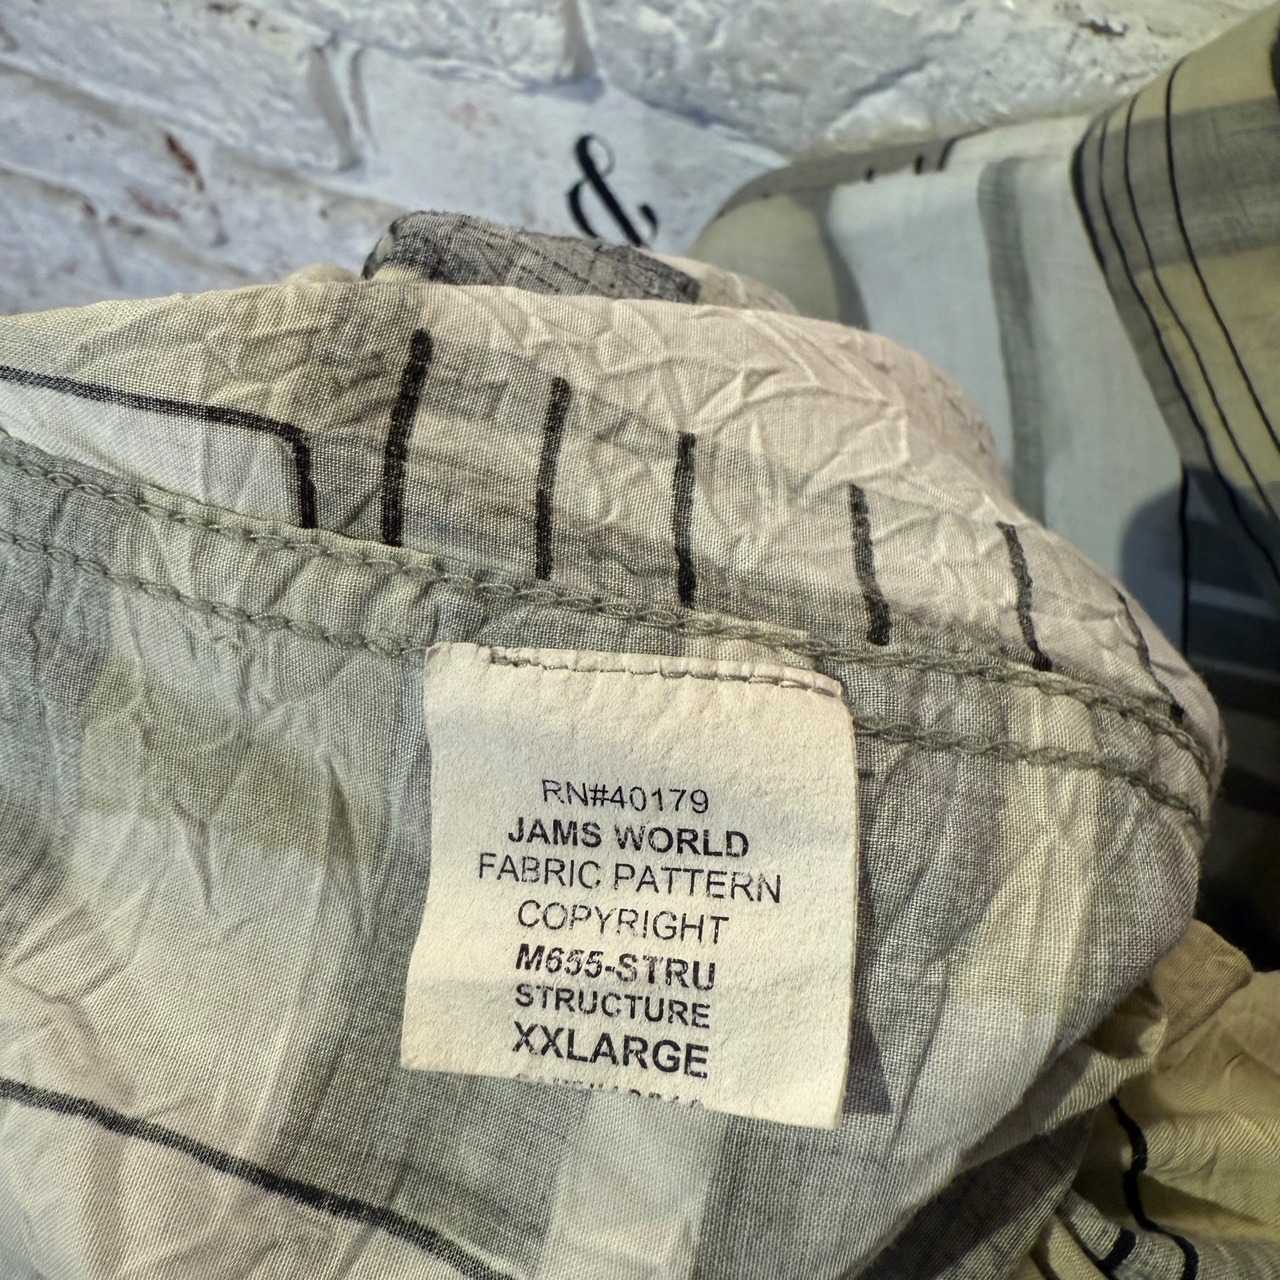 &
RN#40179
JAMS WORLD
FABRIC PATTERN
COPYRIGHT
M655-STRU
STRUCTURE
XXLARGE